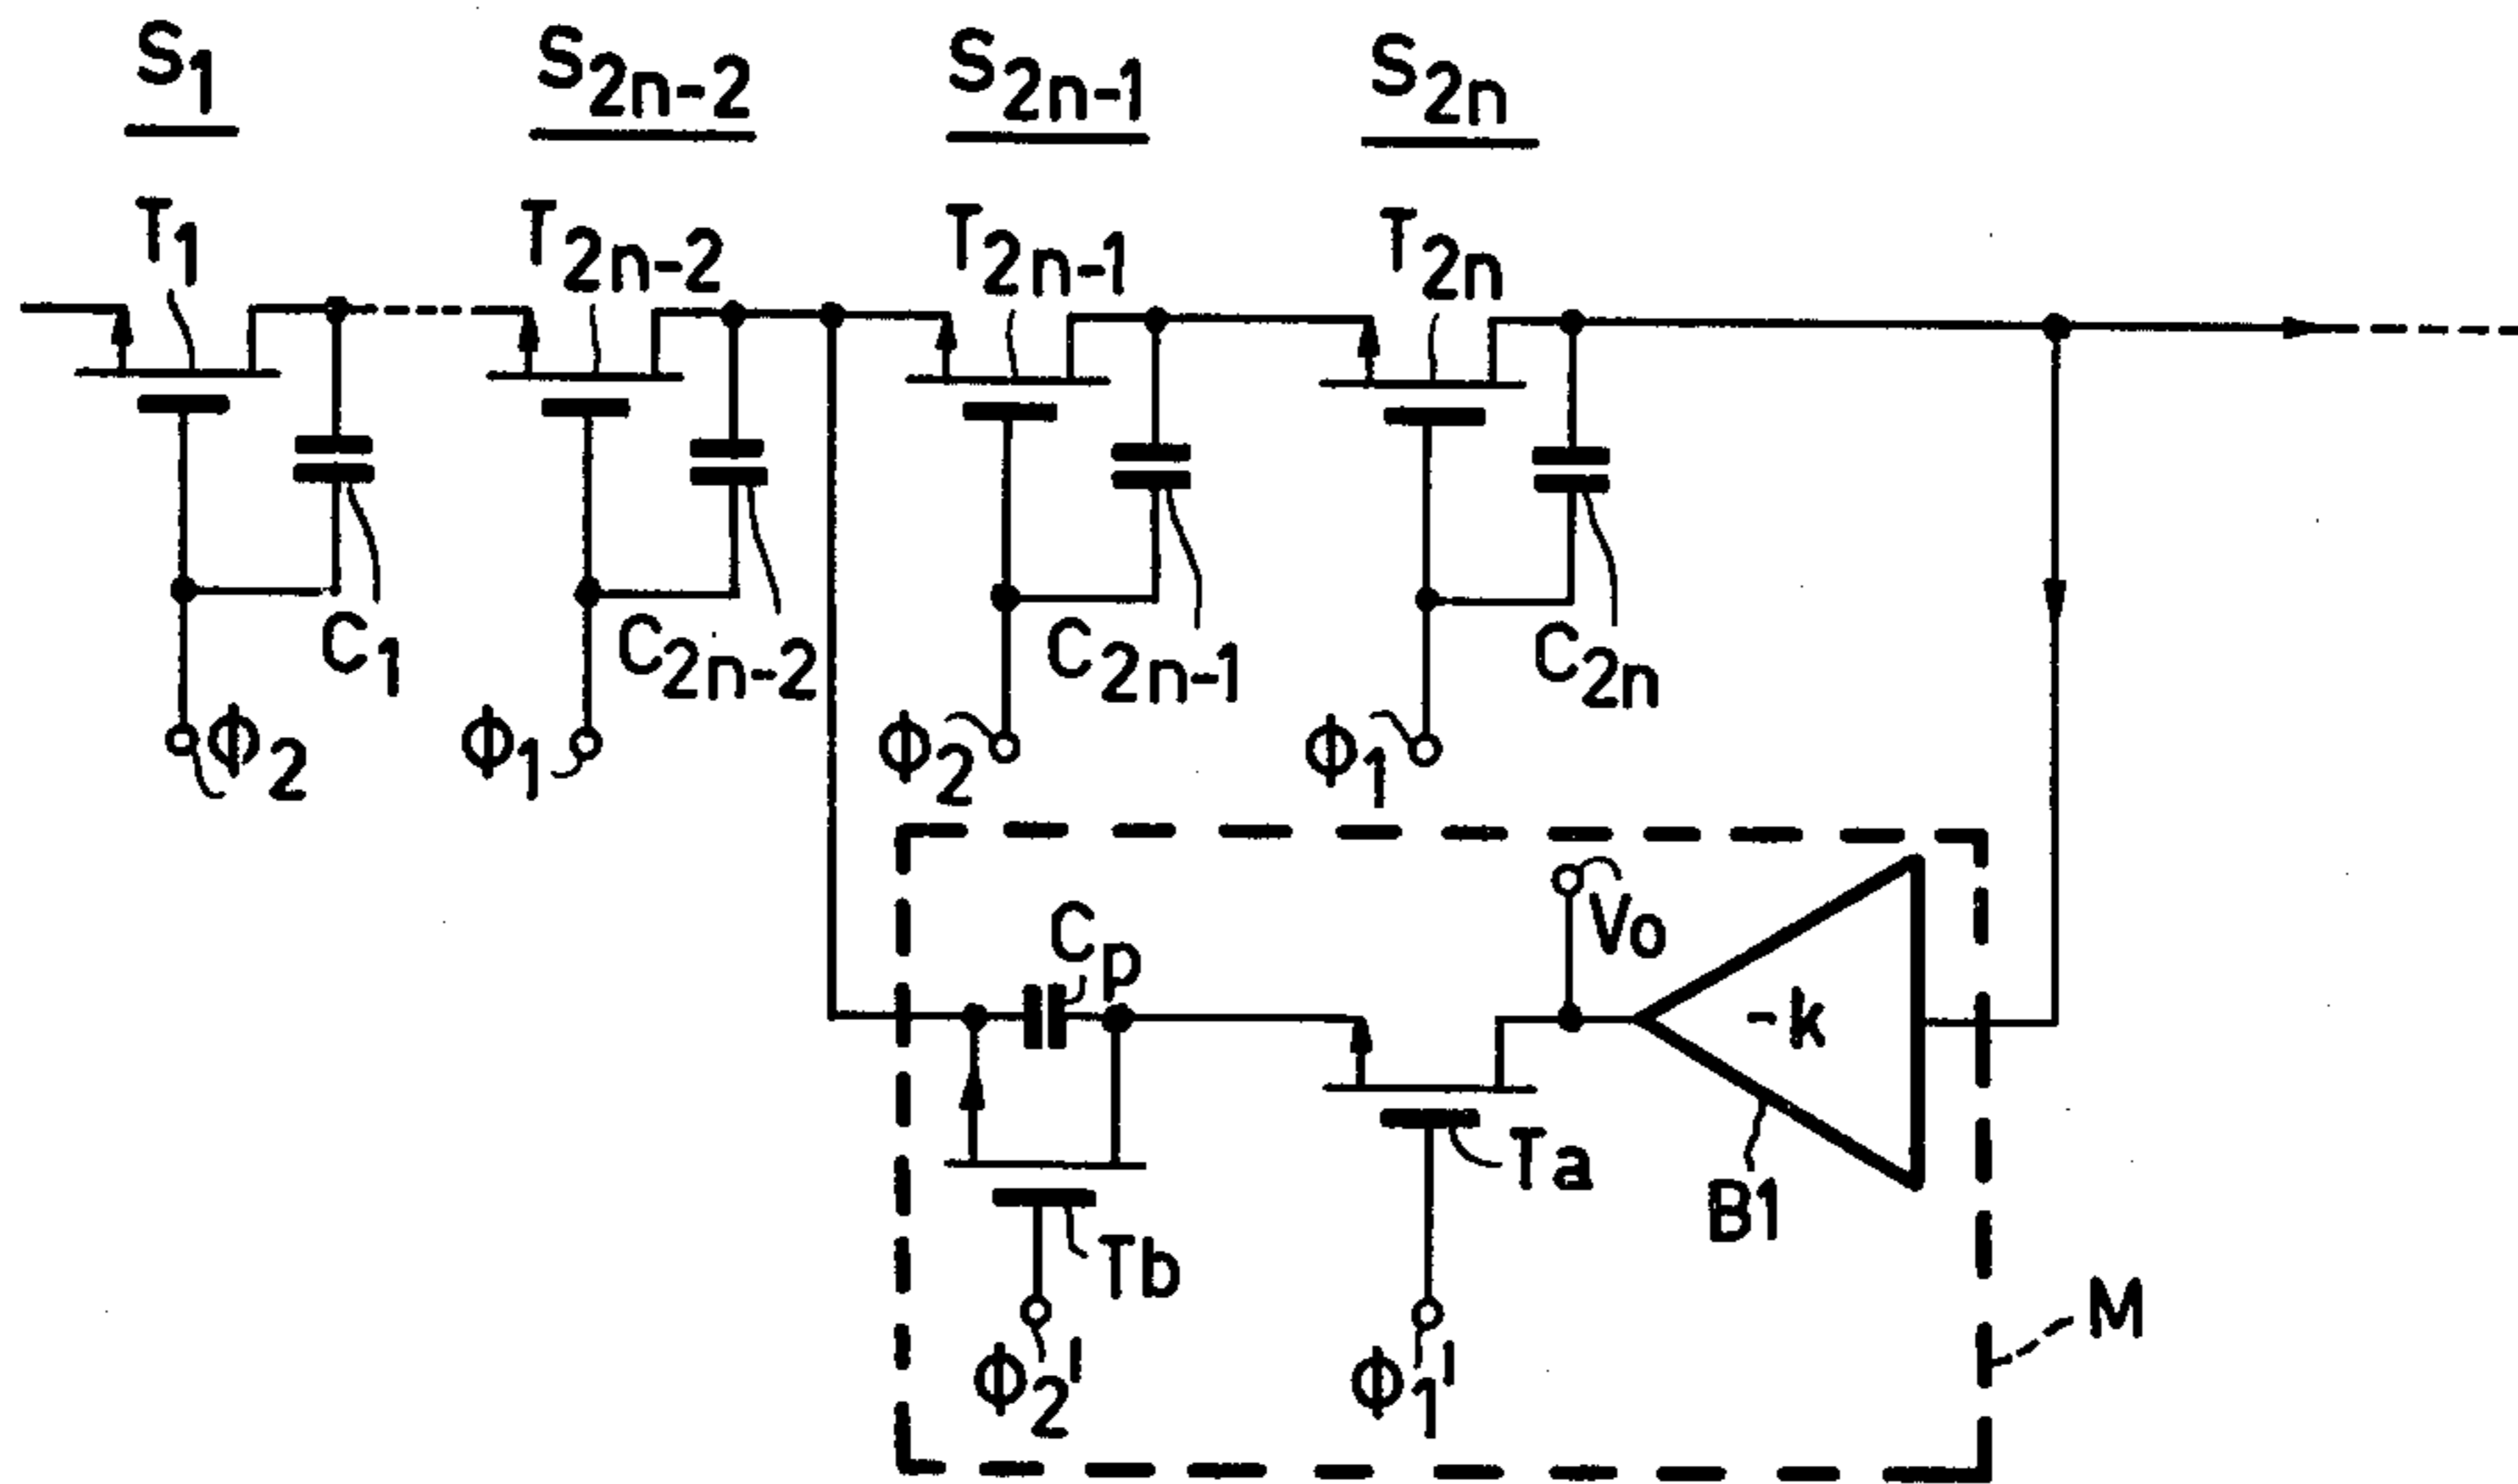 S1 S2n-2 S2n-1 S2n
T1 T2n-2 T2n-1 T2n
C1 C2n-2 C2n-1 C2n
ϕ2 ϕ1 ϕ2 ϕ1
Cp Vo
-k
Ta
B1
Tb
M
ϕ2' ϕ1'